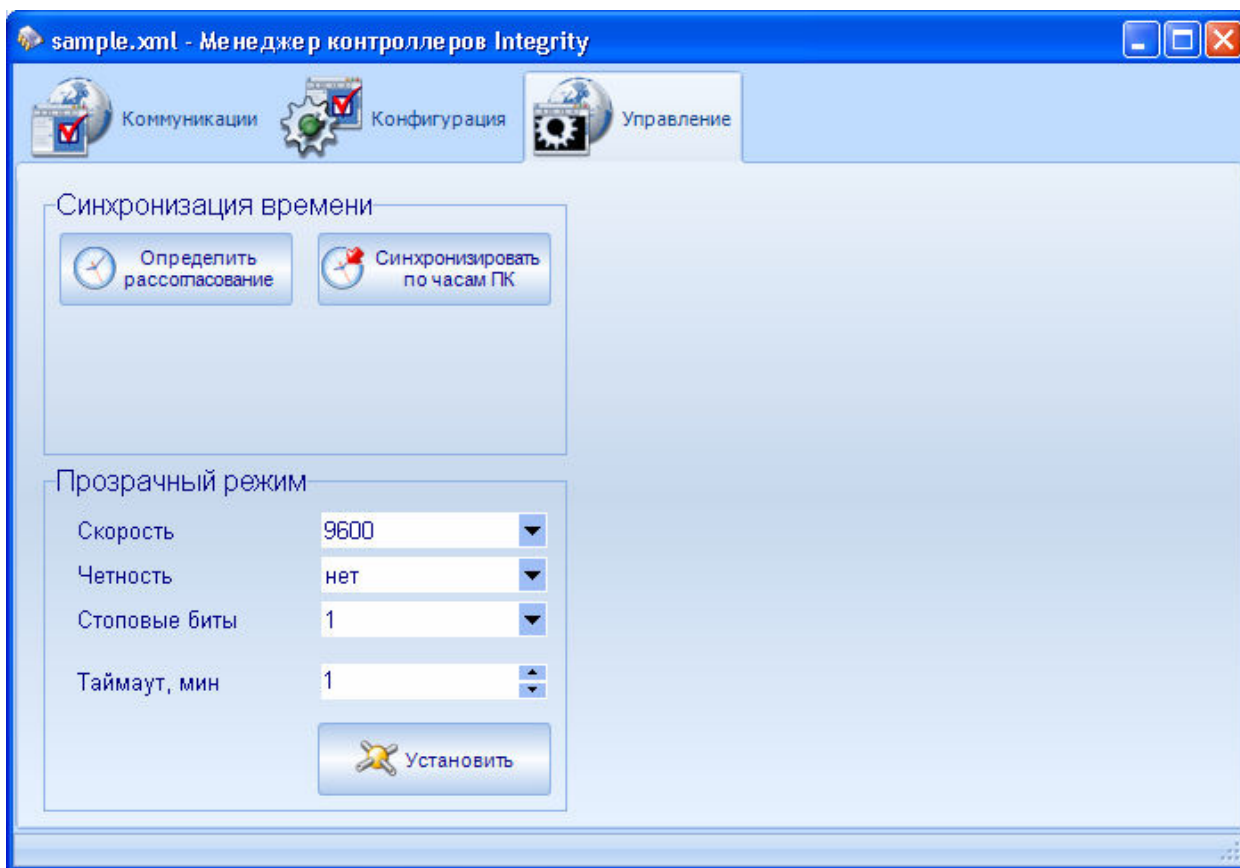 sample.xml - Менеджер контроллеров Integrity
Коммуникации
Конфигурация
Управление
Синхронизация времени
Определить
рассогласование
Синхронизировать
по часам ПК
Прозрачный режим
Скорость
9600
Четность
нет
Стоповые биты
1
Таймаут, мин
1
Установить